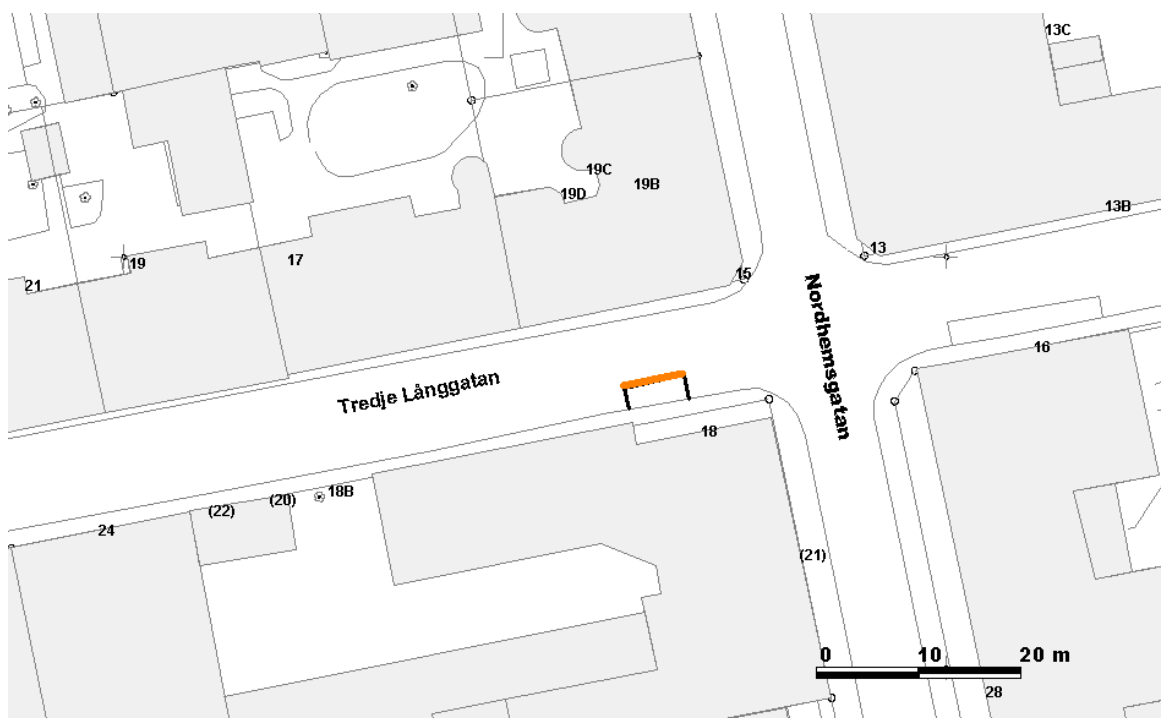 13C
19C
19D
19B
13B
13
19
17
21
15
Nordhemsgatan
16
Tredje Långgatan
18
18B
(20)
(22)
24
(21)
0 10 20 m
28